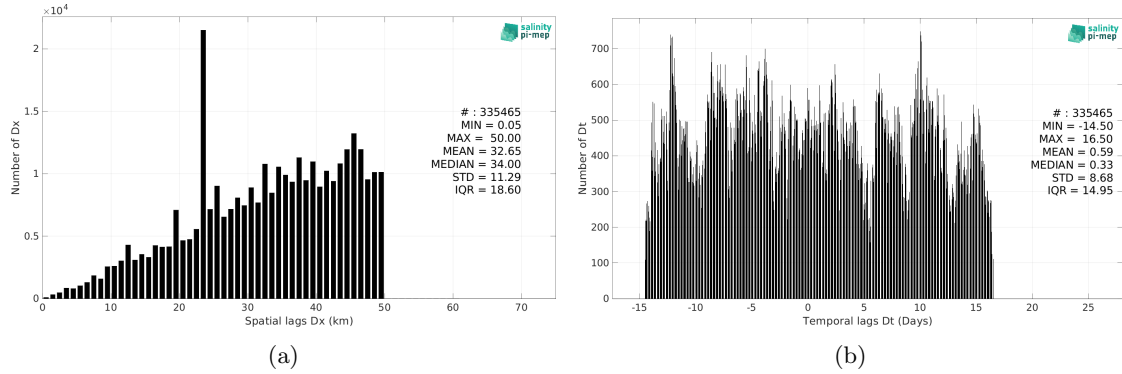 ×10⁴
2
1.5
1
0.5
0
Number of Dx
0 10 20 30 40 50 60 70
Spatial lags Dx (km)
salinity
pi-mep
# : 335465
MIN = 0.05
MAX = 50.00
MEAN = 32.65
MEDIAN = 34.00
STD = 11.29
IQR = 18.60
(a)
700
600
500
400
300
200
100
0
Number of Dt
-15 -10 -5 0 5 10 15 20 25
Temporal lags Dt (Days)
salinity
pi-mep
# : 335465
MIN = -14.50
MAX = 16.50
MEAN = 0.59
MEDIAN = 0.33
STD = 8.68
IQR = 14.95
(b)